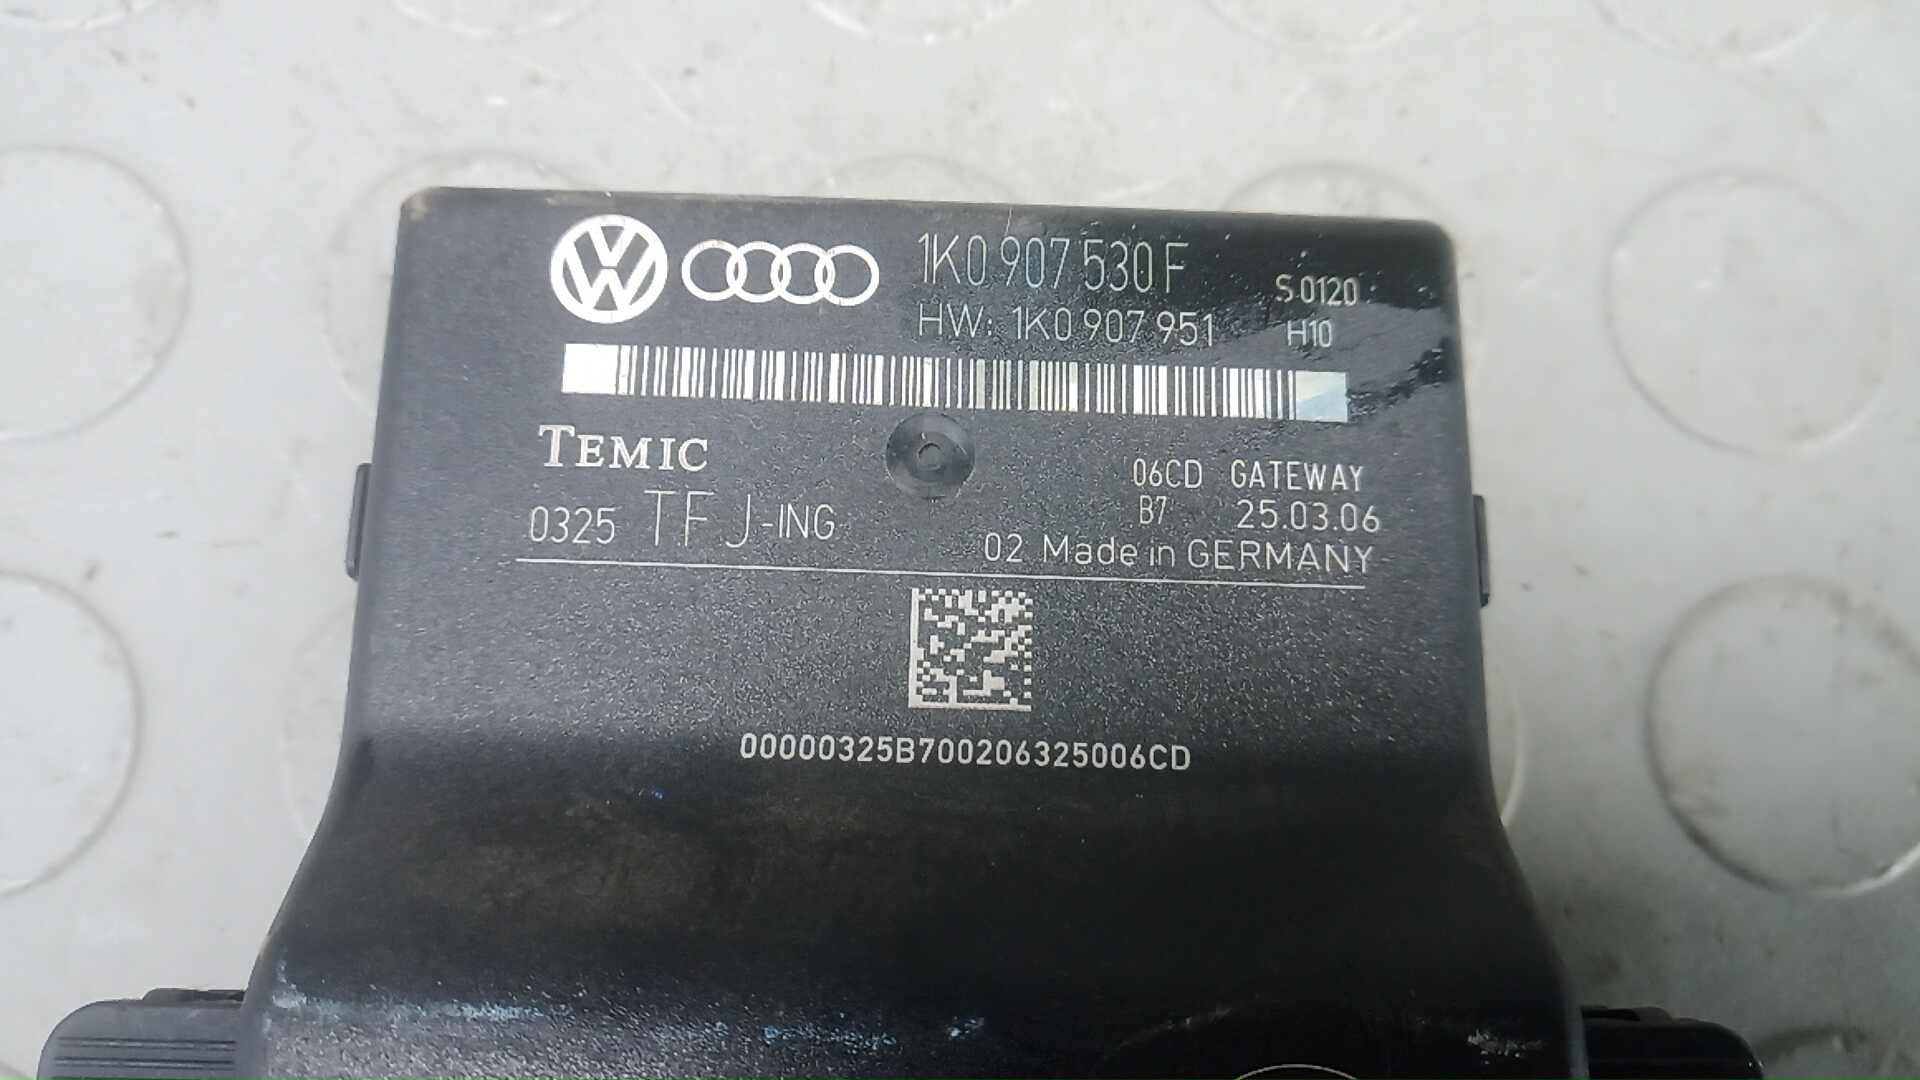 1K0 907 530 F
S 0120
HW: 1K0 907 951 H10
TEMIC
06CD GATEWAY
B7 25.03.06
0325 TF J-ING
02 Made in GERMANY
00000325B700206325006CD